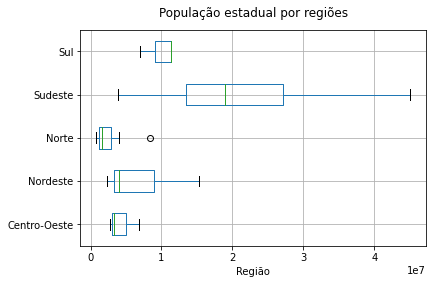 População estadual por regiões
Sul
Sudeste
Norte
Nordeste
Centro-Oeste
0 1 2 3 4
1e7
Região